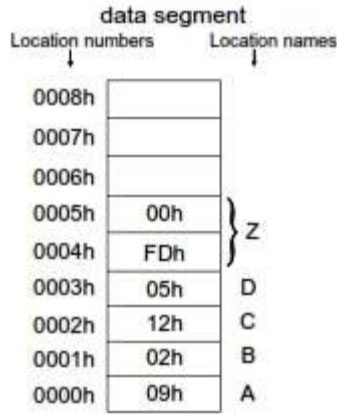 data segment
Location numbers Location names
0008h
0007h
0006h
0005h 00h
Z
0004h FDh
0003h 05h D
0002h 12h C
0001h 02h B
0000h 09h A